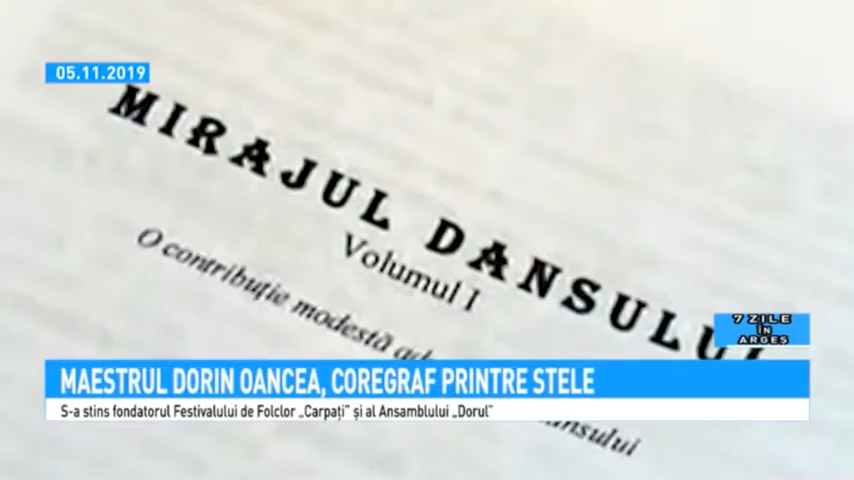 05.11.2019
MIRAJUL DANSULUI
Volumul I
O contribuție modestă
dansului
7 ZILE
ÎN
ARGEȘ
MAESTRUL DORIN OANCEA, COREGRAF PRINTRE STELE
S-a stins fondatorul Festivalului de Folclor „Carpați” și al Ansamblului „Dorul”